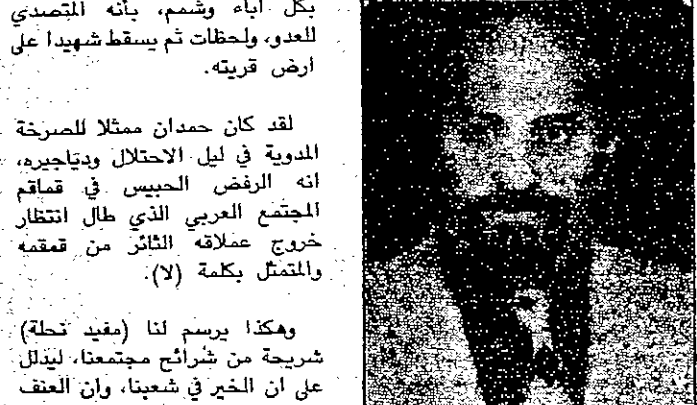 بكل اباء وشمم، بأنه المتصدي
للعدو، ولحظات ثم يسقط شهيدا على
ارض قريته.
لقد كان حمدان ممثلا للصرخة
المدوية في ليل الاحتلال ودياجيره،
انه الرفض الحبيس في قماقم
المجتمع العربي الذي طال انتظار
خروج عملاقه الثائر من قمقمه
والمتمثل بكلمة (لا).
وهكذا يرسم لنا (مفيد نحلة)
شريحة من شرائح مجتمعنا، ليدلل
على ان الخير في شعبنا، وان العنف